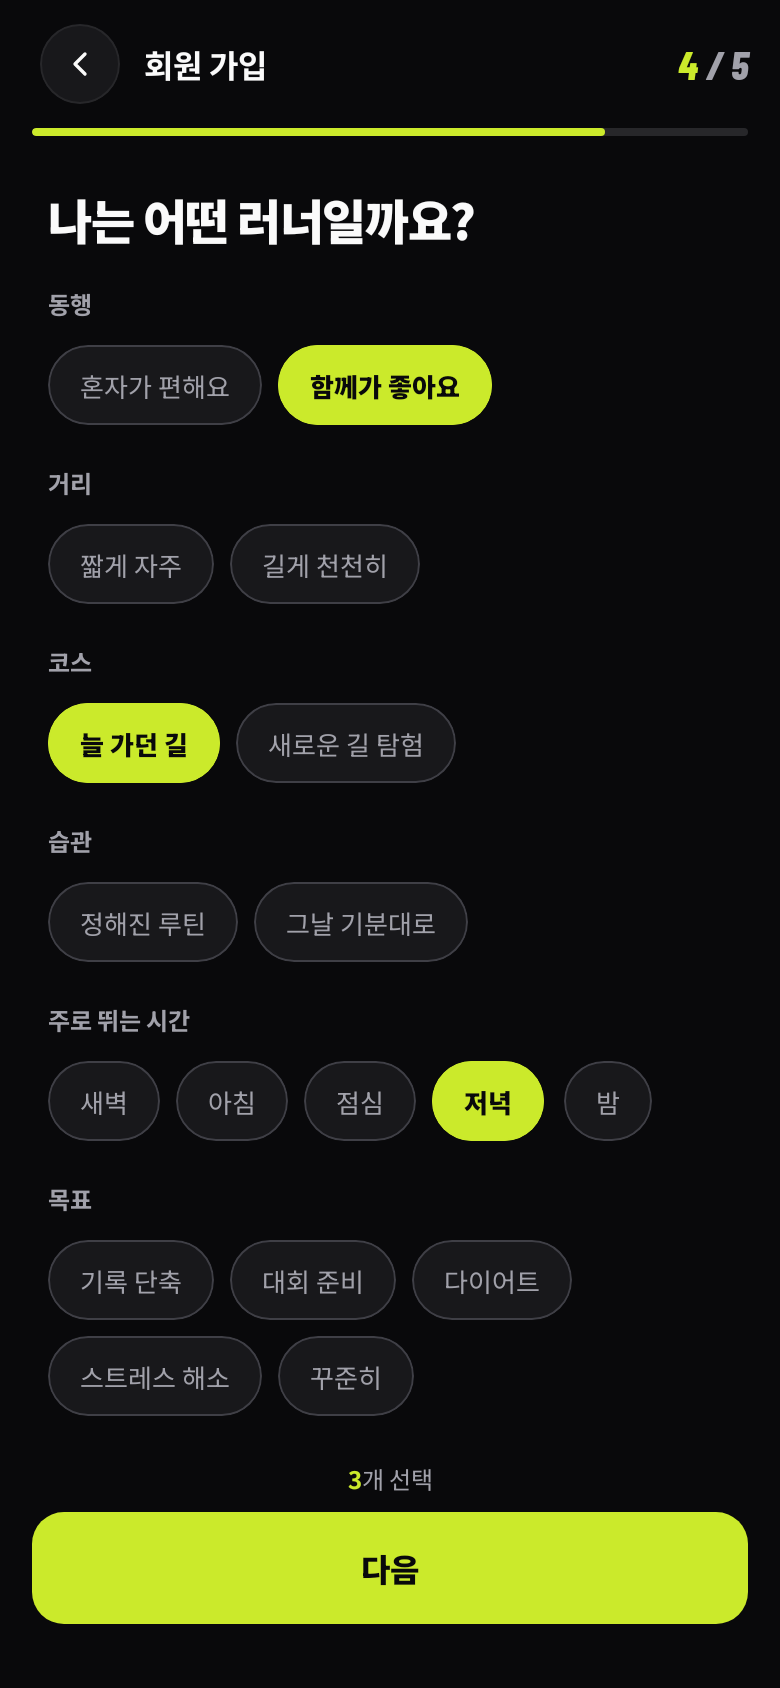 회원 가입
4 / 5
나는 어떤 러너일까요?
동행
혼자가 편해요 함께가 좋아요
거리
짧게 자주 길게 천천히
코스
늘 가던 길 새로운 길 탐험
습관
정해진 루틴 그날 기분대로
주로 뛰는 시간
새벽 아침 점심 저녁 밤
목표
기록 단축 대회 준비 다이어트
스트레스 해소 꾸준히
3개 선택
다음